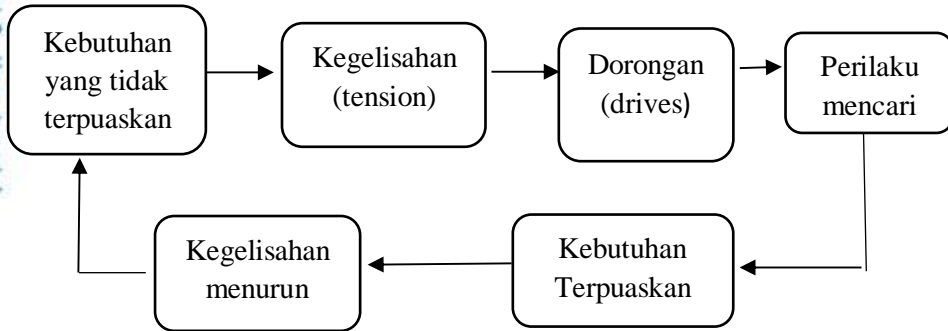 Kebutuhan
yang tidak
terpuaskan
Kegelisahan
(tension)
Dorongan
(drives)
Perilaku
mencari
Kebutuhan
Terpuaskan
Kegelisahan
menurun